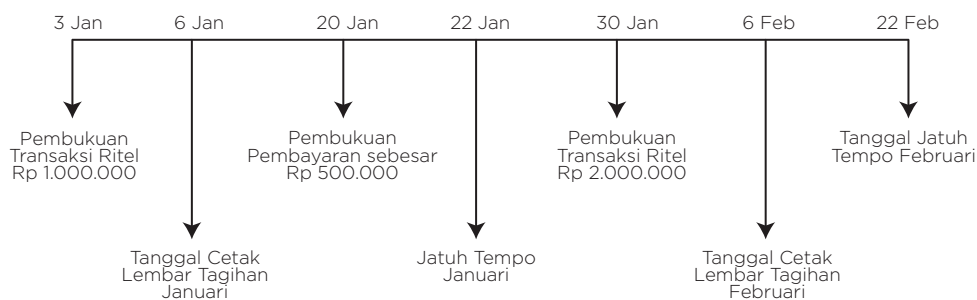 3 Jan
6 Jan
20 Jan
22 Jan
30 Jan
6 Feb
22 Feb
Pembukuan
Transaksi Ritel
Rp 1.000.000
Pembukuan
Pembayaran sebesar
Rp 500.000
Pembukuan
Transaksi Ritel
Rp 2.000.000
Tanggal Jatuh
Tempo Februari
Tanggal Cetak
Lembar Tagihan
Januari
Jatuh Tempo
Januari
Tanggal Cetak
Lembar Tagihan
Februari